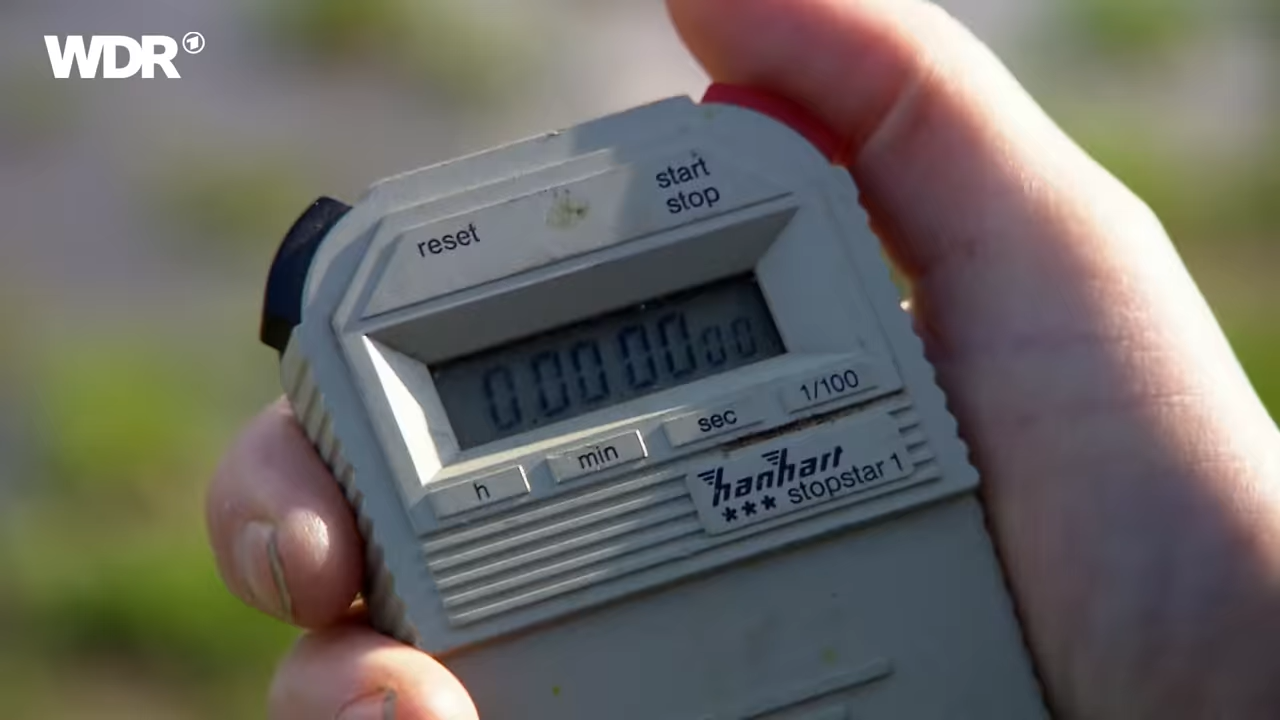 WDR
start
stop
reset
0.00 00 00
h
min
sec
1/100
hanhart
*** stopstar 1